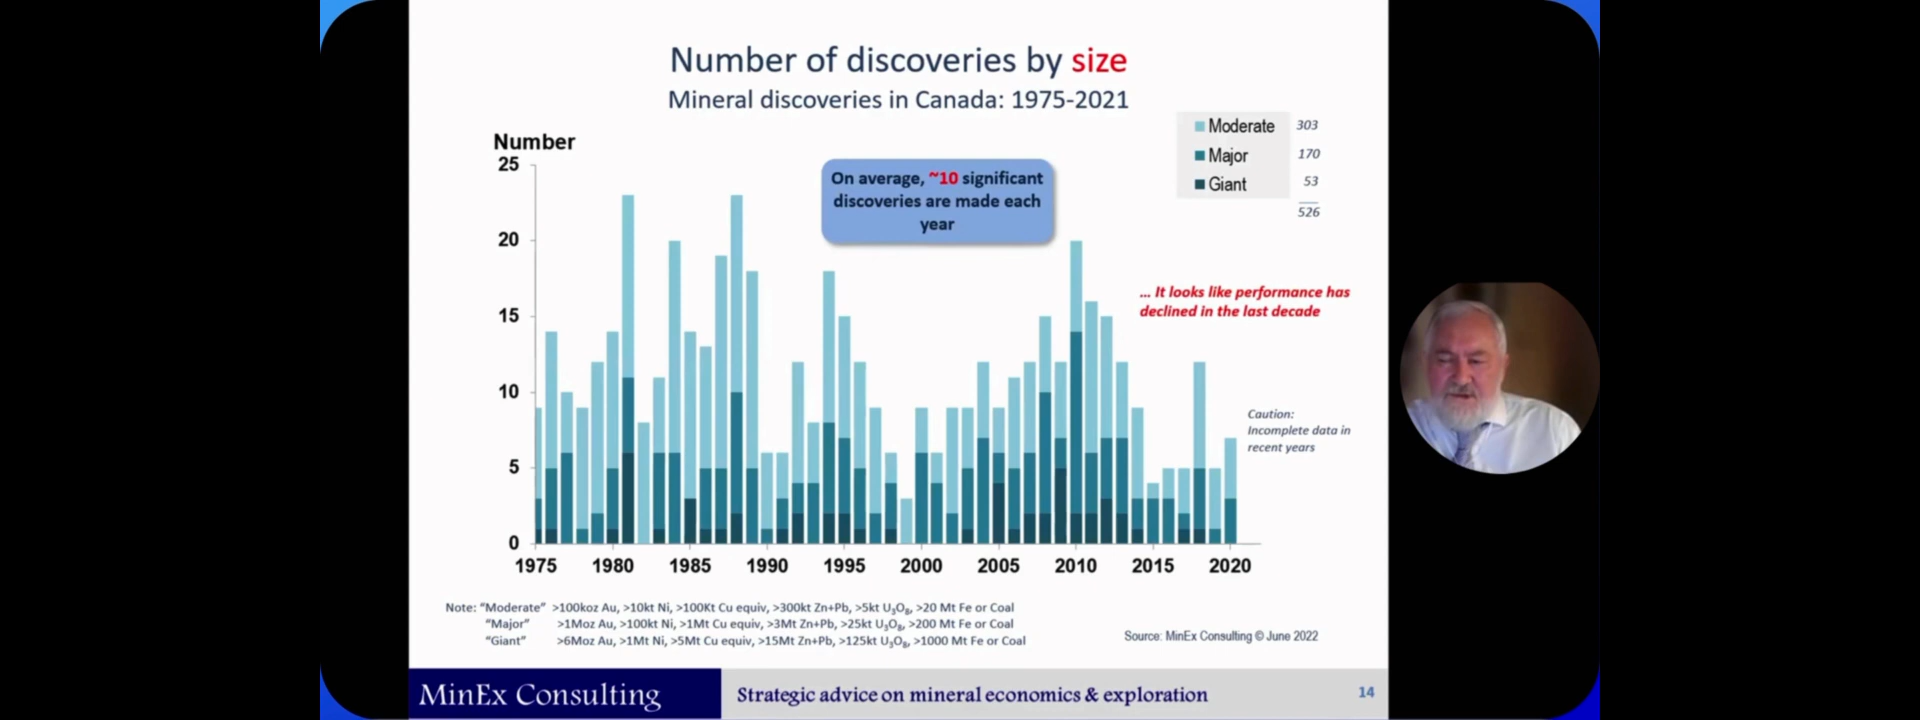 Number of discoveries by size
Mineral discoveries in Canada: 1975-2021
Number
25
20
15
10
5
0
1975 1980 1985 1990 1995 2000 2005 2010 2015 2020
On average, ~10 significant
discoveries are made each
year
Moderate 303
Major 170
Giant 53
526
... It looks like performance has
declined in the last decade
Caution:
Incomplete data in
recent years
Note: "Moderate" >100koz Au, >10kt Ni, >100Kt Cu equiv, >300kt Zn+Pb, >5kt U₃O₈, >20 Mt Fe or Coal
"Major" >1Moz Au, >100kt Ni, >1Mt Cu equiv, >3Mt Zn+Pb, >25kt U₃O₈, >200 Mt Fe or Coal
"Giant" >6Moz Au, >1Mt Ni, >5Mt Cu equiv, >15Mt Zn+Pb, >125kt U₃O₈, >1000 Mt Fe or Coal
Source: MinEx Consulting © June 2022
MinEx Consulting
Strategic advice on mineral economics & exploration
14